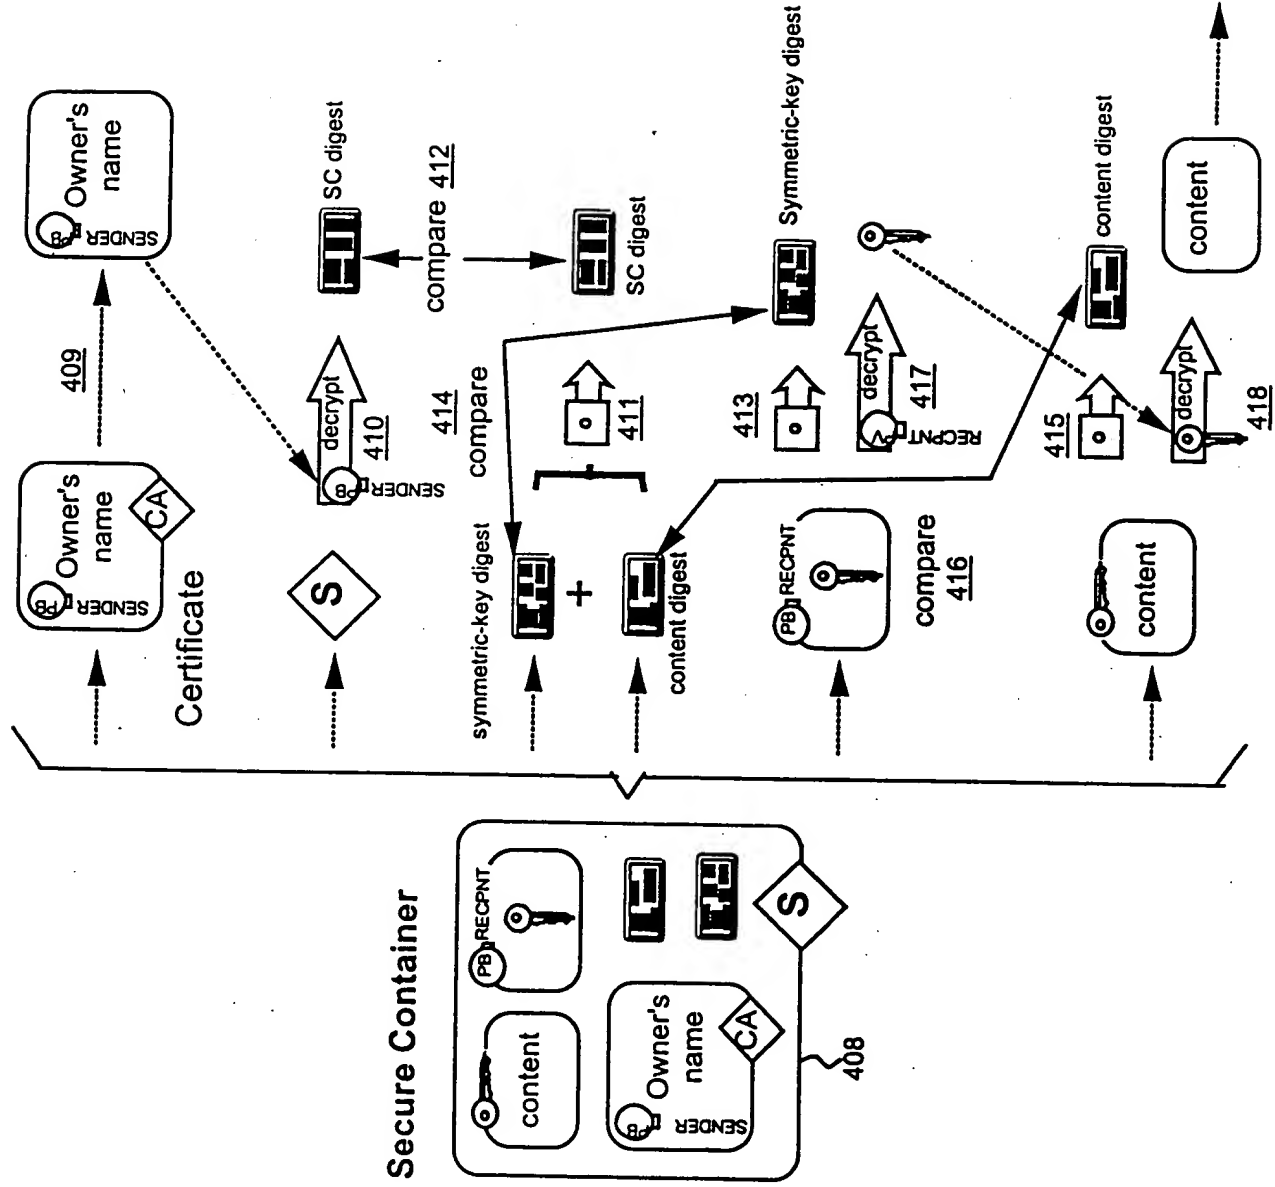 Secure Container
content
PB
RECPNT
PB
SENDER
Owner's
name
CA
S
408
PB
SENDER
Owner's
name
CA
Certificate
409
PB
SENDER
Owner's
name
S
PB
SENDER
decrypt
410
SC digest
compare 412
SC digest
symmetric-key digest
+
content digest
414
compare
411
PB
RECPNT
413
Symmetric-key digest
PV
RECPNT
decrypt
417
compare
416
content
415
content digest
decrypt
418
content